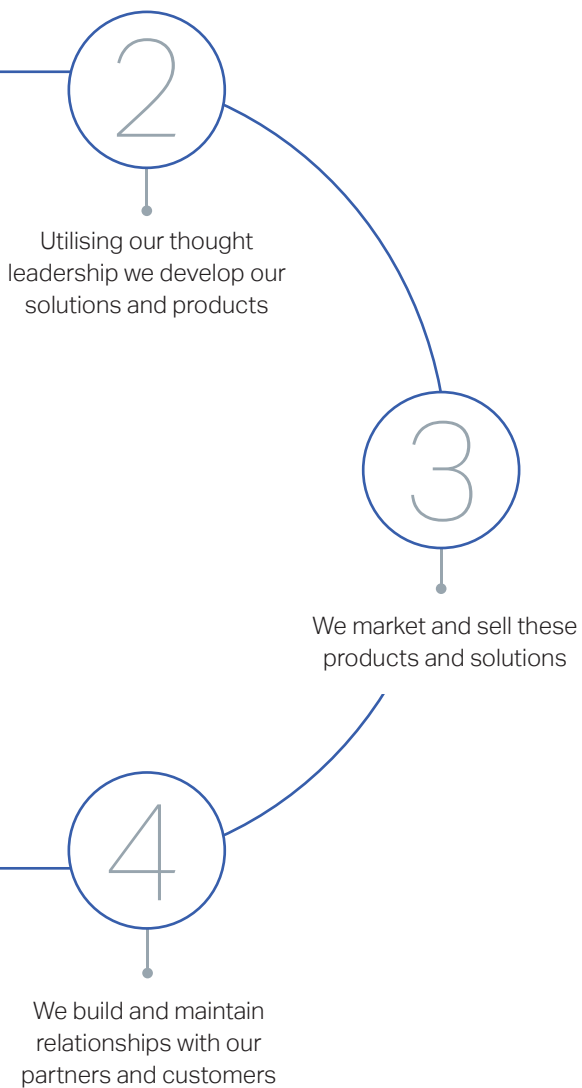 2
Utilising our thought
leadership we develop our
solutions and products
3
We market and sell these
products and solutions
4
We build and maintain
relationships with our
partners and customers